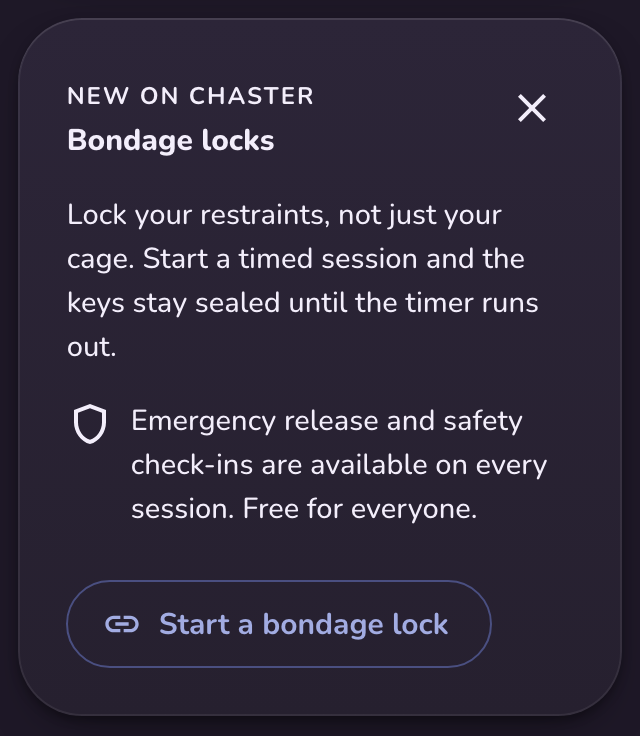 NEW ON CHASTER
Bondage locks
Lock your restraints, not just your
cage. Start a timed session and the
keys stay sealed until the timer runs
out.
Emergency release and safety
check-ins are available on every
session. Free for everyone.
Start a bondage lock